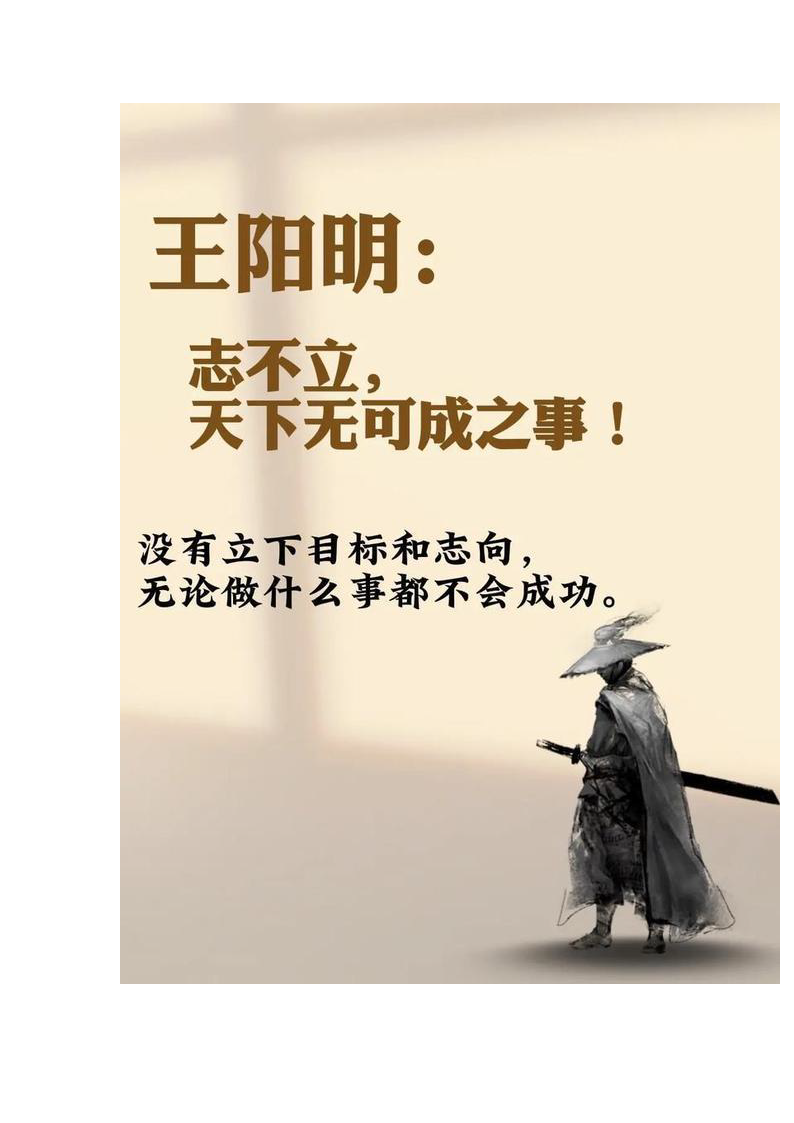 王阳明：
志不立，
天下无可成之事！
没有立下目标和志向，
无论做什么事都不会成功。